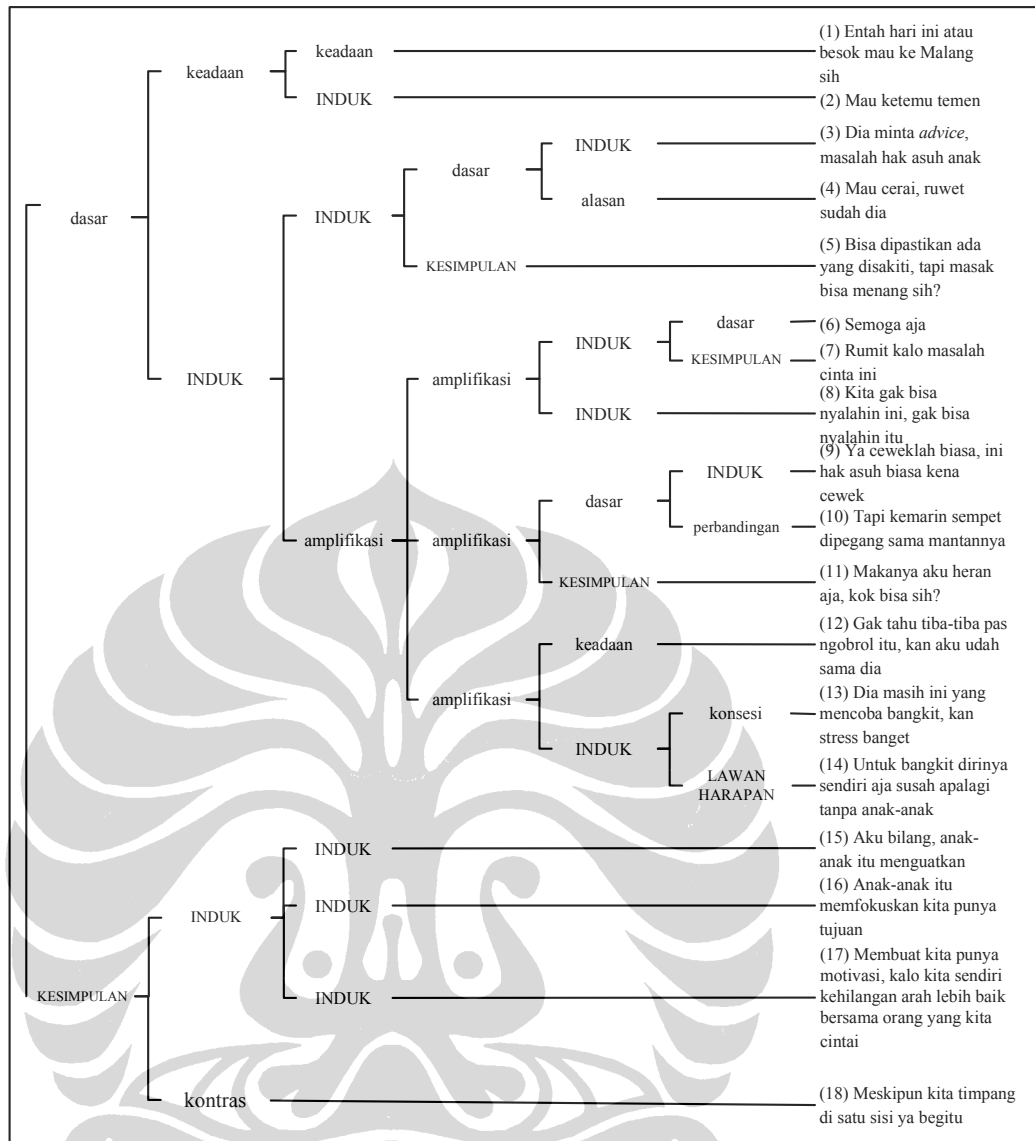 (1) Entah hari ini atau
besok mau ke Malang
sih
keadaan
keadaan
INDUK
(2) Mau ketemu temen
dasar
INDUK
INDUK
dasar
INDUK
(3) Dia minta advice,
masalah hak asuh anak
alasan
(4) Mau cerai, ruwet
sudah dia
KESIMPULAN
(5) Bisa dipastikan ada
yang disakiti, tapi masak
bisa menang sih?
amplifikasi
amplifikasi
INDUK
dasar
(6) Semoga aja
KESIMPULAN
(7) Rumit kalo masalah
cinta ini
INDUK
(8) Kita gak bisa
nyalahin ini, gak bisa
nyalahin itu
amplifikasi
dasar
INDUK
(9) Ya ceweklah biasa, ini
hak asuh biasa kena
cewek
perbandingan
(10) Tapi kemarin sempet
dipegang sama mantannya
KESIMPULAN
(11) Makanya aku heran
aja, kok bisa sih?
amplifikasi
keadaan
(12) Gak tahu tiba-tiba pas
ngobrol itu, kan aku udah
sama dia
INDUK
konsesi
(13) Dia masih ini yang
mencoba bangkit, kan
stress banget
LAWAN
HARAPAN
(14) Untuk bangkit dirinya
sendiri aja susah apalagi
tanpa anak-anak
KESIMPULAN
INDUK
INDUK
(15) Aku bilang, anak-
anak itu menguatkan
INDUK
(16) Anak-anak itu
memfokuskan kita punya
tujuan
INDUK
(17) Membuat kita punya
motivasi, kalo kita sendiri
kehilangan arah lebih baik
bersama orang yang kita
cintai
kontras
(18) Meskipun kita timpang
di satu sisi ya begitu